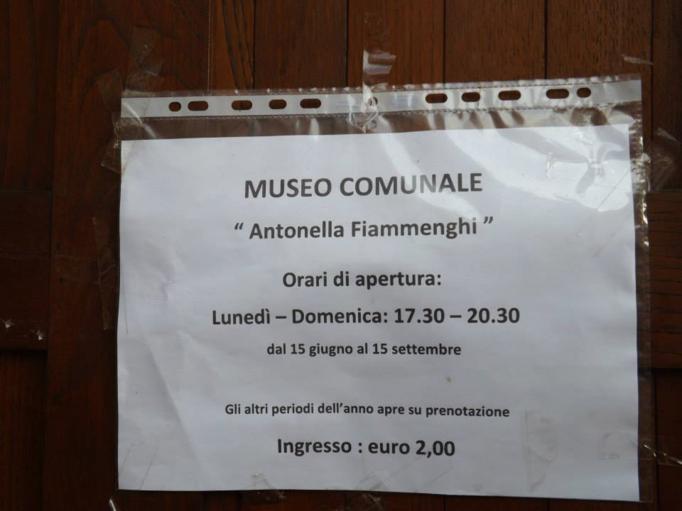 MUSEO COMUNALE
“ Antonella Fiammenghi ”
Orari di apertura:
Lunedì – Domenica: 17.30 – 20.30
dal 15 giugno al 15 settembre
Gli altri periodi dell’anno apre su prenotazione
Ingresso : euro 2,00